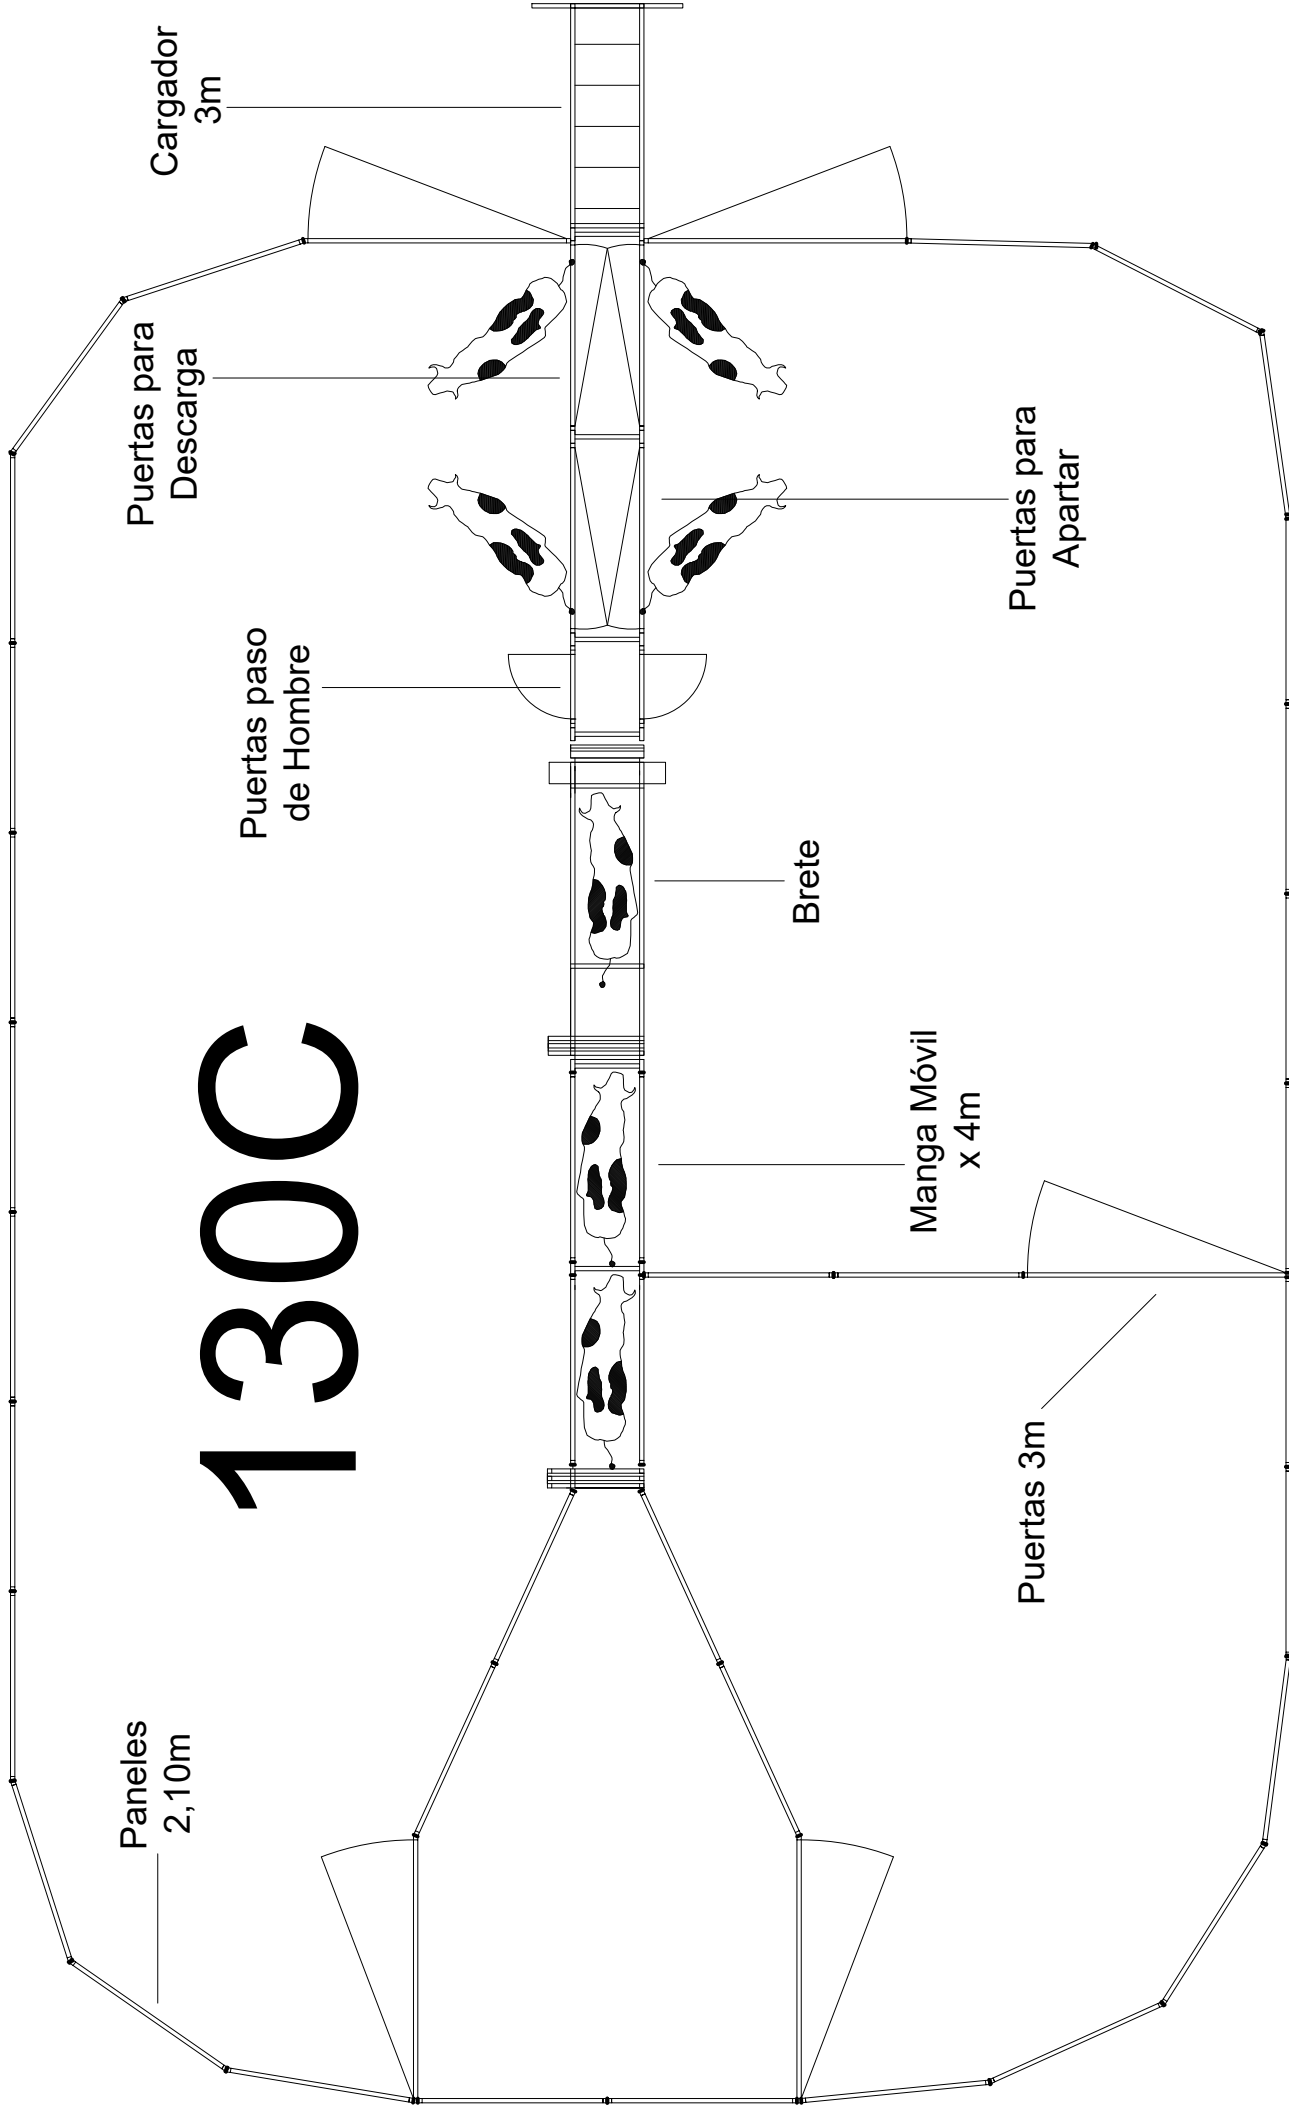 130C
Paneles
2,10m
Puertas paso
de Hombre
Puertas para
Descarga
Cargador
3m
Puertas 3m
Manga Móvil
x 4m
Brete
Puertas para
Apartar